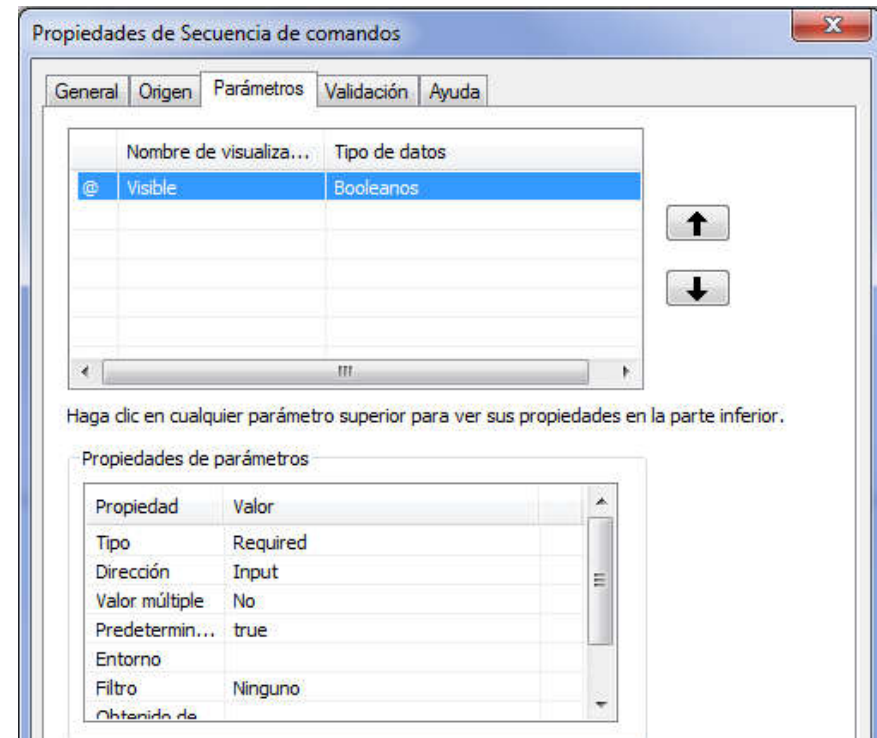 Propiedades de Secuencia de comandos
General Origen Parámetros Validación Ayuda
Nombre de visualiza... Tipo de datos
@ Visible Booleanos
Haga clic en cualquier parámetro superior para ver sus propiedades en la parte inferior.
Propiedades de parámetros
Propiedad Valor
Tipo Required
Dirección Input
Valor múltiple No
Predetermin... true
Entorno
Filtro Ninguno
Obtenido de